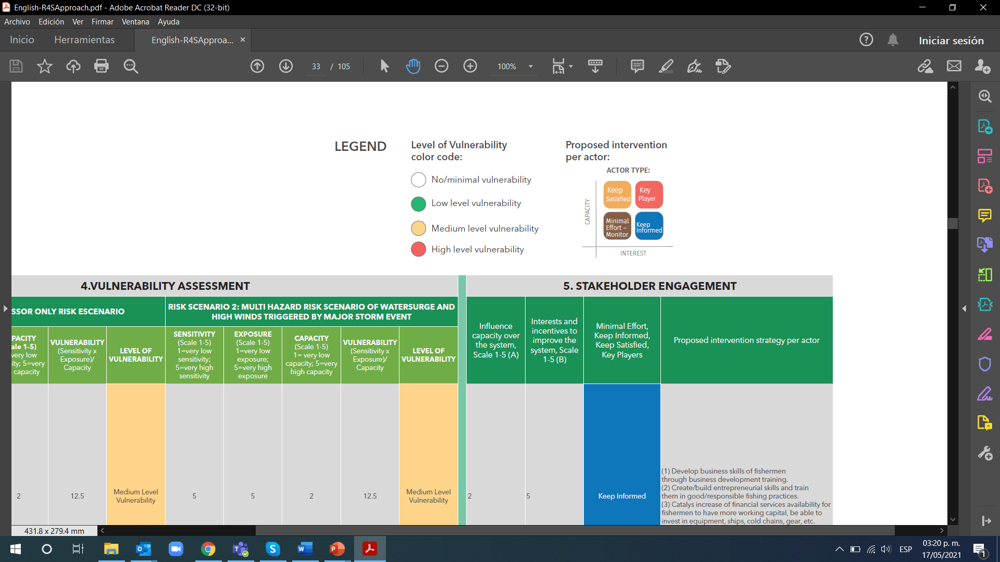 English-R4SApproach.pdf - Adobe Acrobat Reader DC (32-bit)
Archivo Edición Ver Firmar Ventana Ayuda
Inicio Herramientas English-R4SApproa... × Iniciar sesión
33 / 105 100%
LEGEND
Level of Vulnerability
color code:
No/minimal vulnerability
Low level vulnerability
Medium level vulnerability
High level vulnerability
Proposed intervention
per actor:
ACTOR TYPE:
CAPACITY
Keep
Satisfied
Key
Player
Minimal
Effort –
Monitor
Keep
Informed
INTEREST
4.VULNERABILITY ASSESSMENT
5. STAKEHOLDER ENGAGEMENT
SSOR ONLY RISK ESCENARIO
RISK SCENARIO 2: MULTI HAZARD RISK SCENARIO OF WATERSURGE AND
HIGH WINDS TRIGGERED BY MAJOR STORM EVENT
PACITY
ale 1-5)
very low
ity; 5=very
capacity
VULNERABILITY
(Sensitivity x
Exposure)/
Capacity
LEVEL OF
VULNERABILITY
SENSITIVITY
(Scale 1-5)
1=very low
sensitivity;
5=very high
sensitivity
EXPOSURE
(Scale 1-5)
1=very low
exposure;
5=very high
exposure
CAPACITY
(Scale 1-5)
1= very low
capacity; 5=very
high capacity
VULNERABILITY
(Sensitivity x
Exposure)/
Capacity
LEVEL OF
VULNERABILITY
Influence
capacity over
the system,
Scale 1-5 (A)
Interests and
incentives to
improve the
system, Scale
1-5 (B)
Minimal Effort,
Keep Informed,
Keep Satisfied,
Key Players
Proposed intervention strategy per actor
2
12.5
Medium Level
Vulnerability
5
5
2
12.5
Medium Level
Vulnerability
2
5
Keep Informed
(1) Develop business skills of fishermen
through business development training.
(2) Create/build entrepreneurial skills and train
them in good/responsible fishing practices.
(3) Catalys increase of financial services availability for
fishermen to have more working capital, be able to
invest in equipment, ships, cold chains, gear, etc.
431.8 x 279.4 mm
ESP
03:20 p. m.
17/05/2021
1